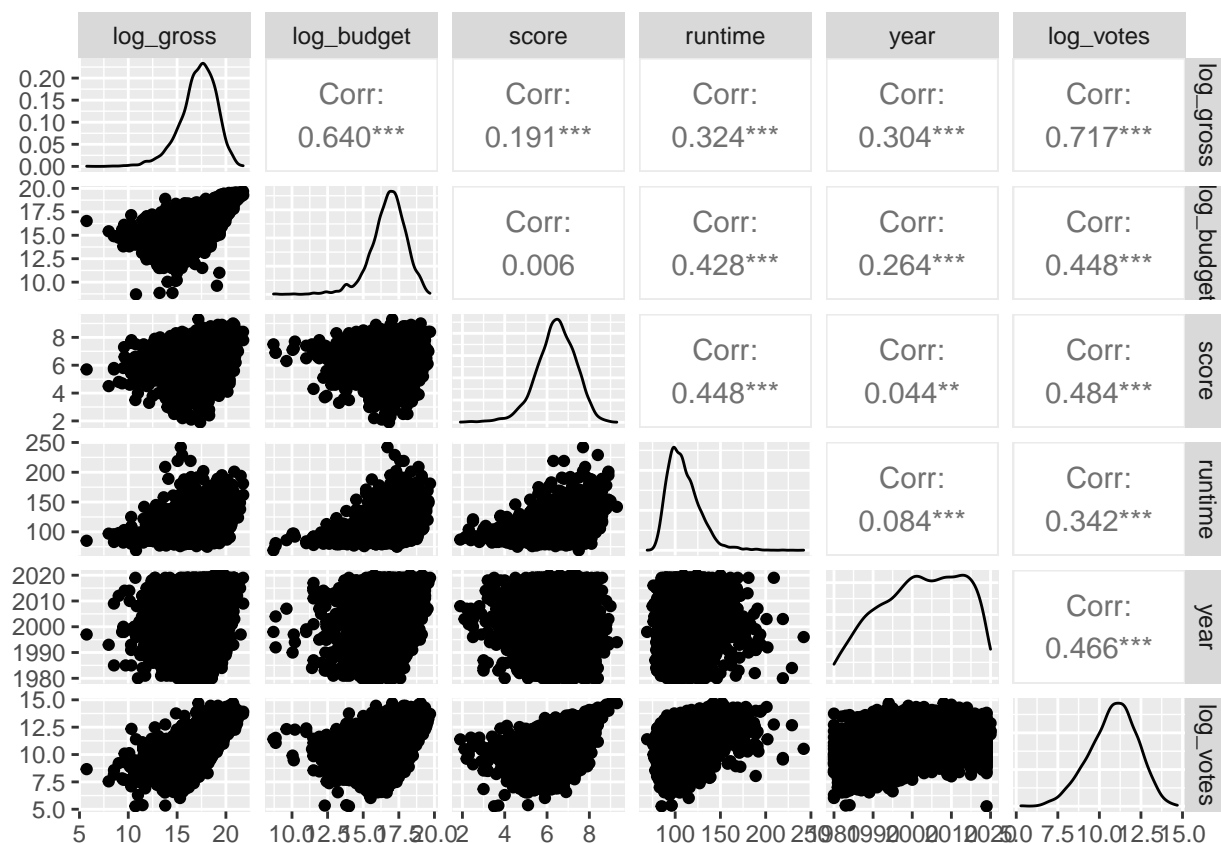 log_gross log_budget score runtime year log_votes
0.20
0.15
0.10
0.05
0.00
Corr:
0.640***
Corr:
0.191***
Corr:
0.324***
Corr:
0.304***
Corr:
0.717***
log_gross
20.0
17.5
15.0
12.5
10.0
Corr:
0.006
Corr:
0.428***
Corr:
0.264***
Corr:
0.448***
log_budget
8
6
4
2
Corr:
0.448***
Corr:
0.044**
Corr:
0.484***
score
250
200
150
100
Corr:
0.084***
Corr:
0.342***
runtime
2020
2010
2000
1990
1980
Corr:
0.466***
year
15.0
12.5
10.0
7.5
5.0
log_votes
5 10 15 20
10.0 12.5 15.0 17.5 20.0
2 4 6 8
100 150 200 250
1980 1990 2000 2010 2020
5.0 7.5 10.0 12.5 15.0